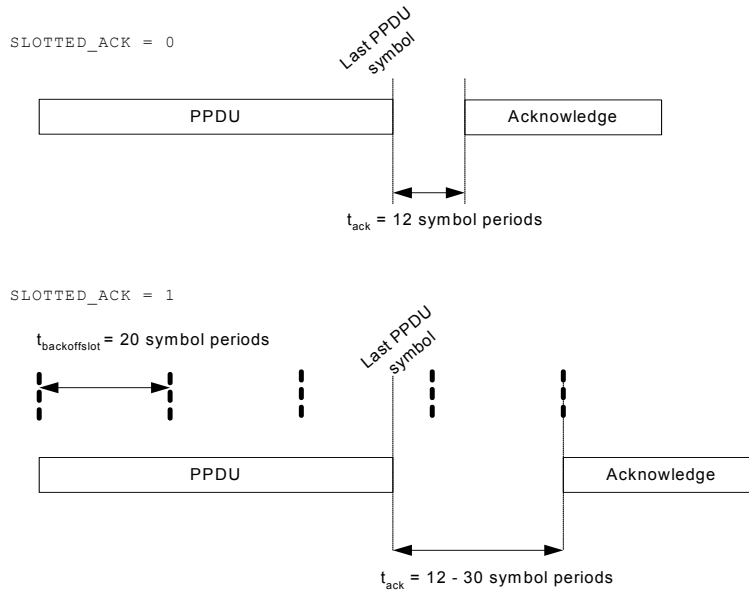 SLOTTED_ACK = 0
Last PPDU
symbol
PPDU
Acknowledge
tack = 12 symbol periods
SLOTTED_ACK = 1
tbackoffslot = 20 symbol periods
Last PPDU
symbol
PPDU
Acknowledge
tack = 12 - 30 symbol periods